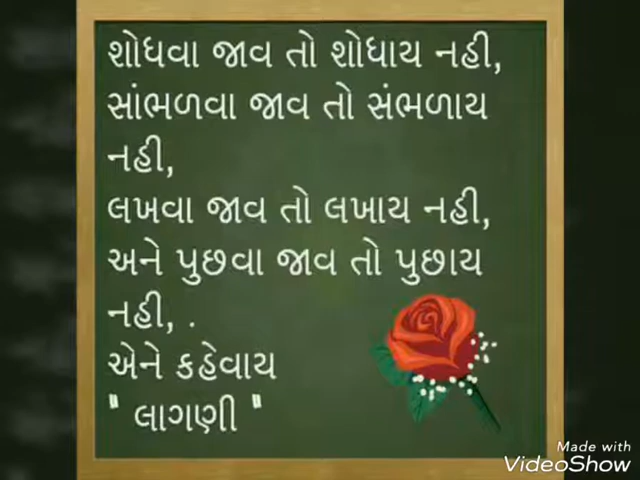 શોધવા જાવ તો શોધાય નહી,
સાંભળવા જાવ તો સંભળાય
નહી,
લખવા જાવ તો લખાય નહી,
અને પુછવા જાવ તો પુછાય
નહી, .
એને કહેવાય
" લાગણી "
Made with
VideoShow